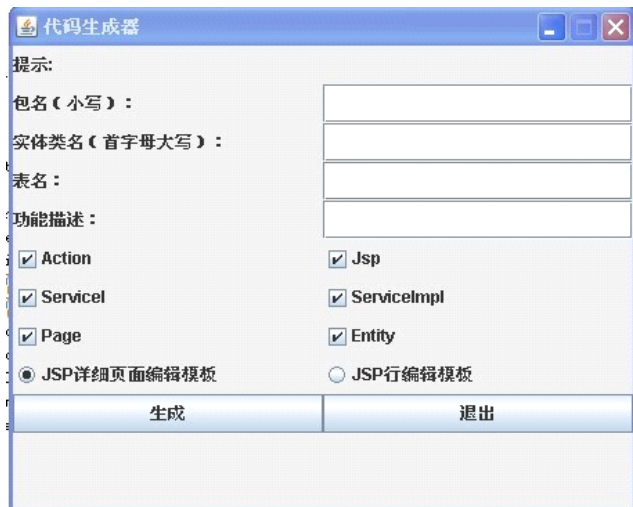 代码生成器
提示:
包名（小写）：
实体类名（首字母大写）：
表名：
功能描述：
Action Jsp
ServiceI ServiceImpl
Page Entity
JSP详细页面编辑模板 JSP行编辑模板
生成 退出